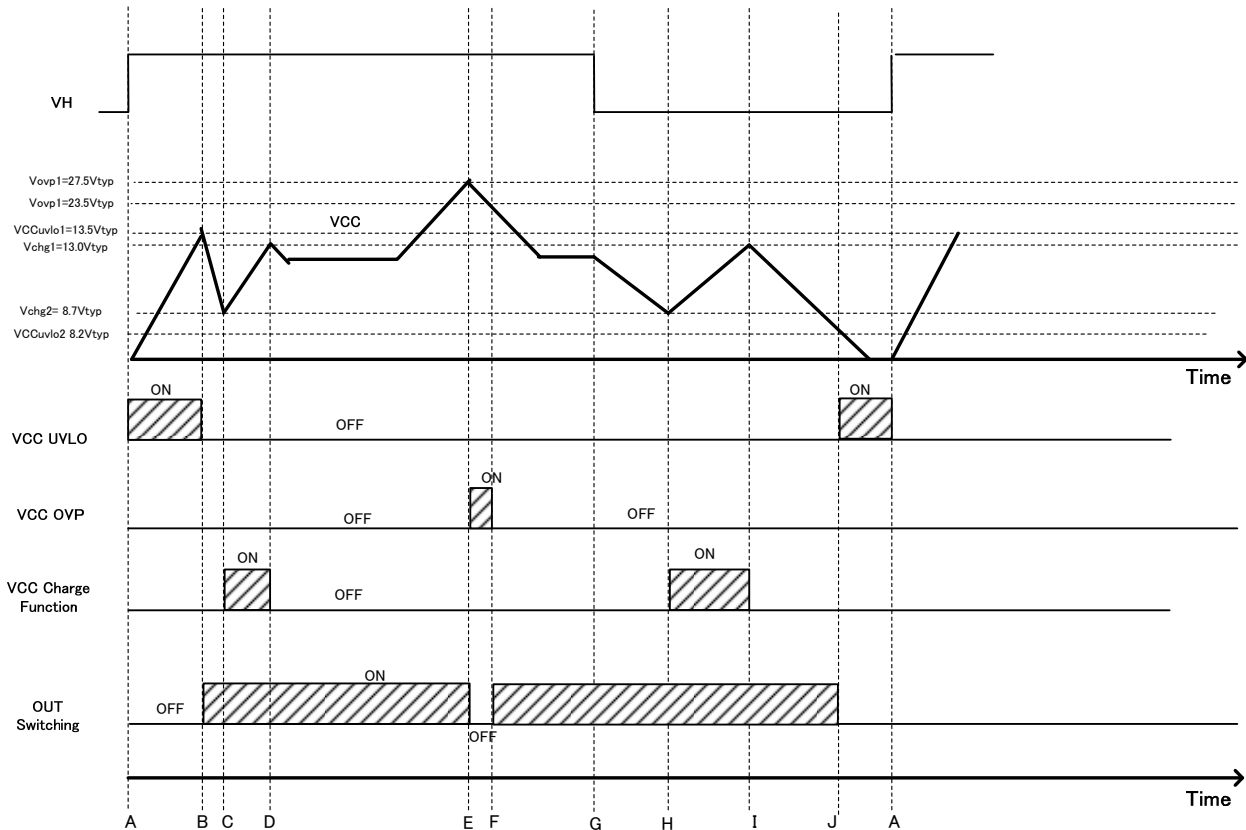 VH
Vovp1=27.5Vtyp
Vovp1=23.5Vtyp
VCCuvlo1=13.5Vtyp
Vchg1=13.0Vtyp
VCC
Vchg2= 8.7Vtyp
VCCuvlo2 8.2Vtyp
Time
ON
ON
VCC UVLO
OFF
ON
VCC OVP
OFF
OFF
ON
ON
VCC Charge
Function
OFF
ON
OUT
Switching
OFF
OFF
Time
A B C D E F G H I J A